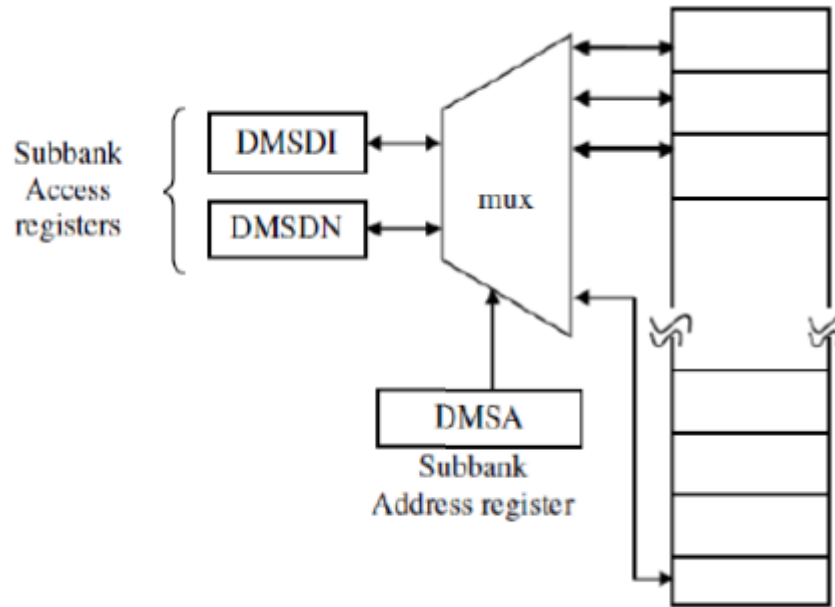 Subbank
Access
registers
DMSDI
DMSDN
mux
DMSA
Subbank
Address register